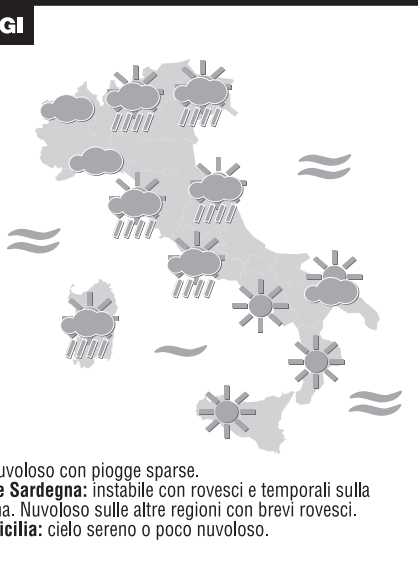 GI
uvoloso con piogge sparse.
e Sardegna: instabile con rovesci e temporali sulla
na. Nuvoloso sulle altre regioni con brevi rovesci.
icilia: cielo sereno o poco nuvoloso.